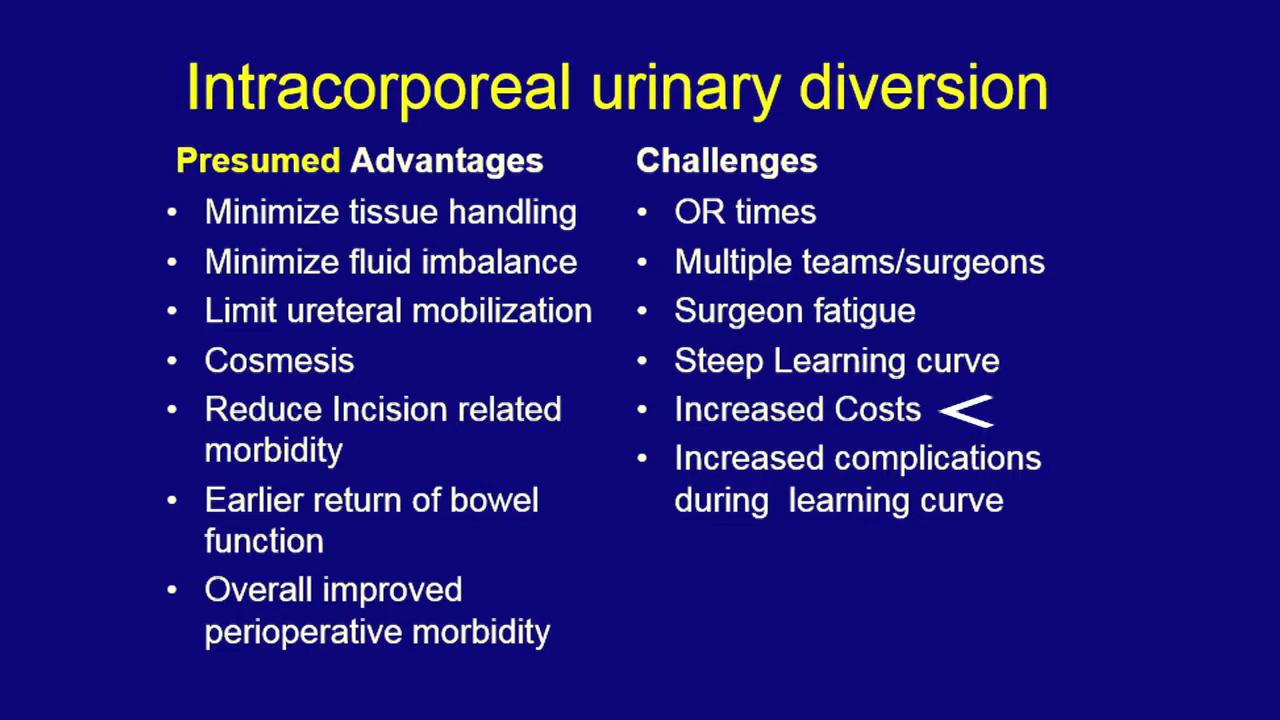 Intracorporeal urinary diversion
Presumed Advantages
• Minimize tissue handling
• Minimize fluid imbalance
• Limit ureteral mobilization
• Cosmesis
• Reduce Incision related
morbidity
• Earlier return of bowel
function
• Overall improved
perioperative morbidity
Challenges
• OR times
• Multiple teams/surgeons
• Surgeon fatigue
• Steep Learning curve
• Increased Costs
• Increased complications
during  learning curve